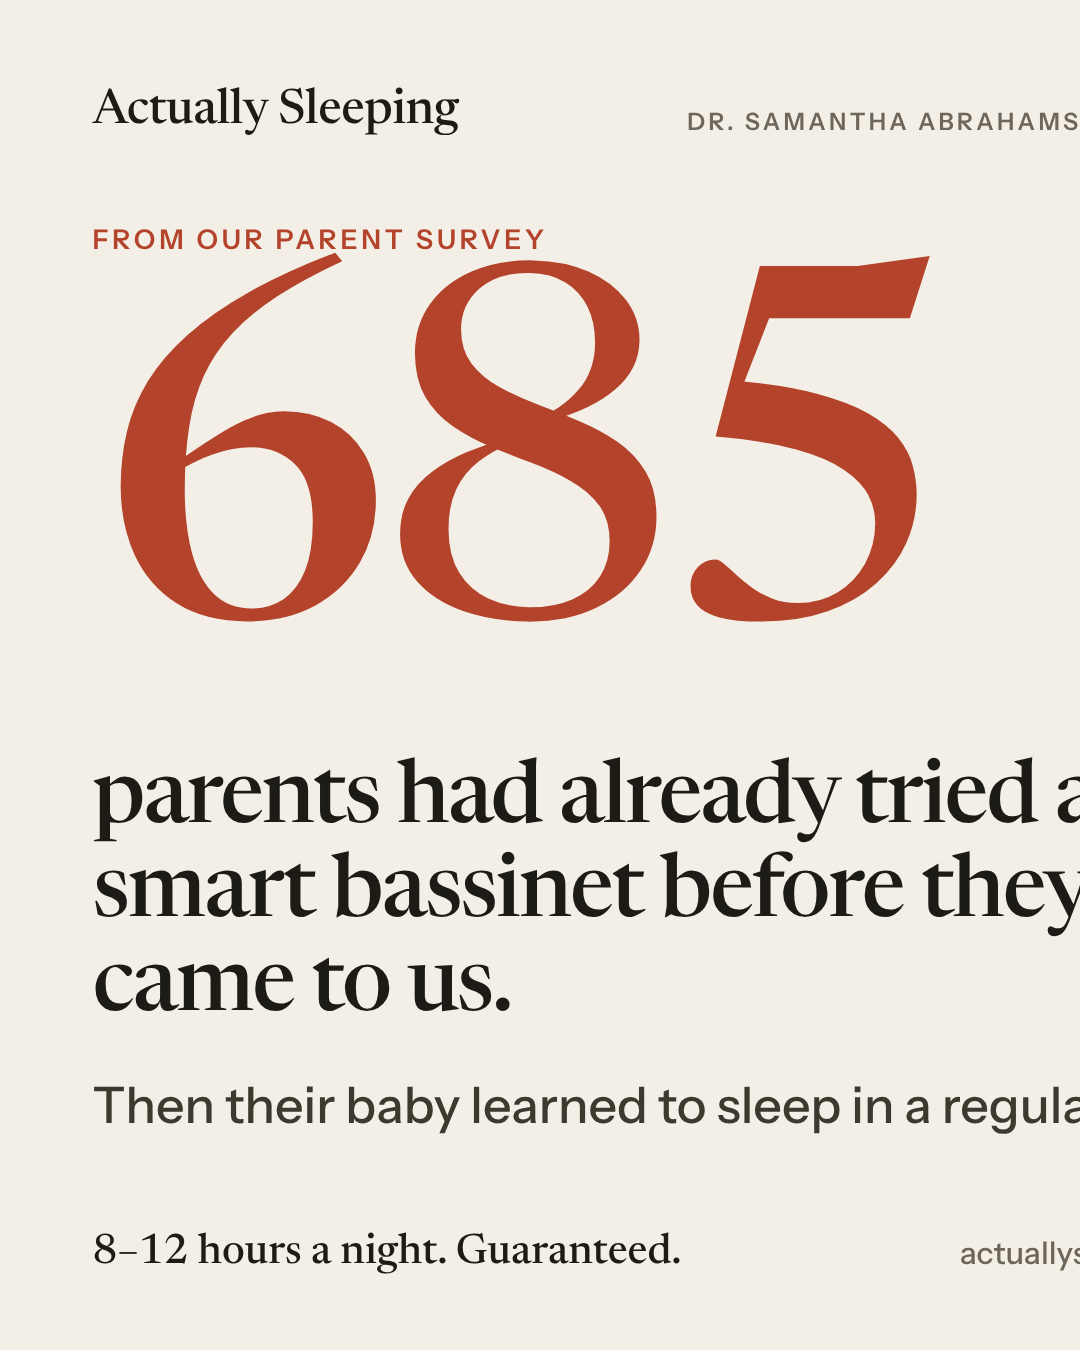 Actually Sleeping
DR. SAMANTHA ABRAHAMS
FROM OUR PARENT SURVEY
685
parents had already tried a
smart bassinet before they
came to us.
Then their baby learned to sleep in a
8–12 hours a night. Guaranteed.